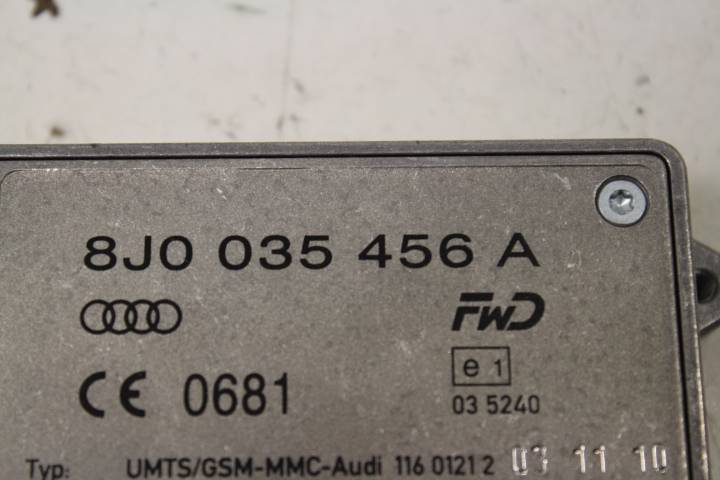 8J0 035 456 A
FWD
CE 0681
e 1
03 5240
Typ: UMTS/GSM-MMC-Audi 116 0121 2 11 10